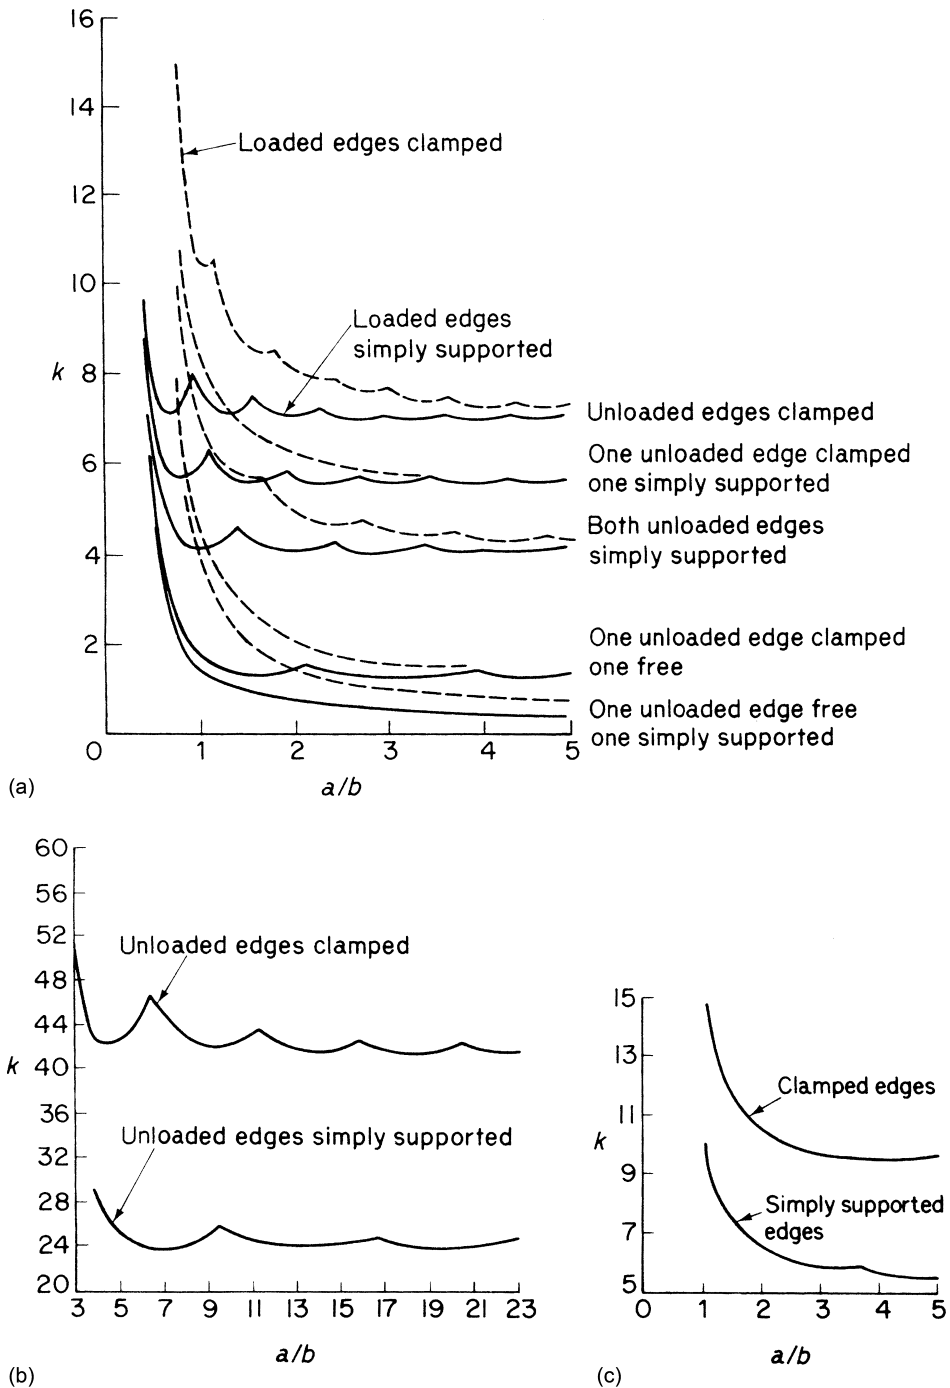 16
14
Loaded edges clamped
12
10
Loaded edges
simply supported
k
8
Unloaded edges clamped
One unloaded edge clamped
6
one simply supported
Both unloaded edges
4
simply supported
One unloaded edge clamped
2
one free
One unloaded edge free
one simply supported
0 1 2 3 4 5
a/b
(a)
60
56
52
Unloaded edges clamped
48
44
k
40
36
Unloaded edges simply supported
32
28
24
20
3 5 7 9 11 13 15 17 19 21 23
a/b
(b)
15
13
Clamped edges
11
k
9
Simply supported
edges
7
5
0 1 2 3 4 5
a/b
(c)